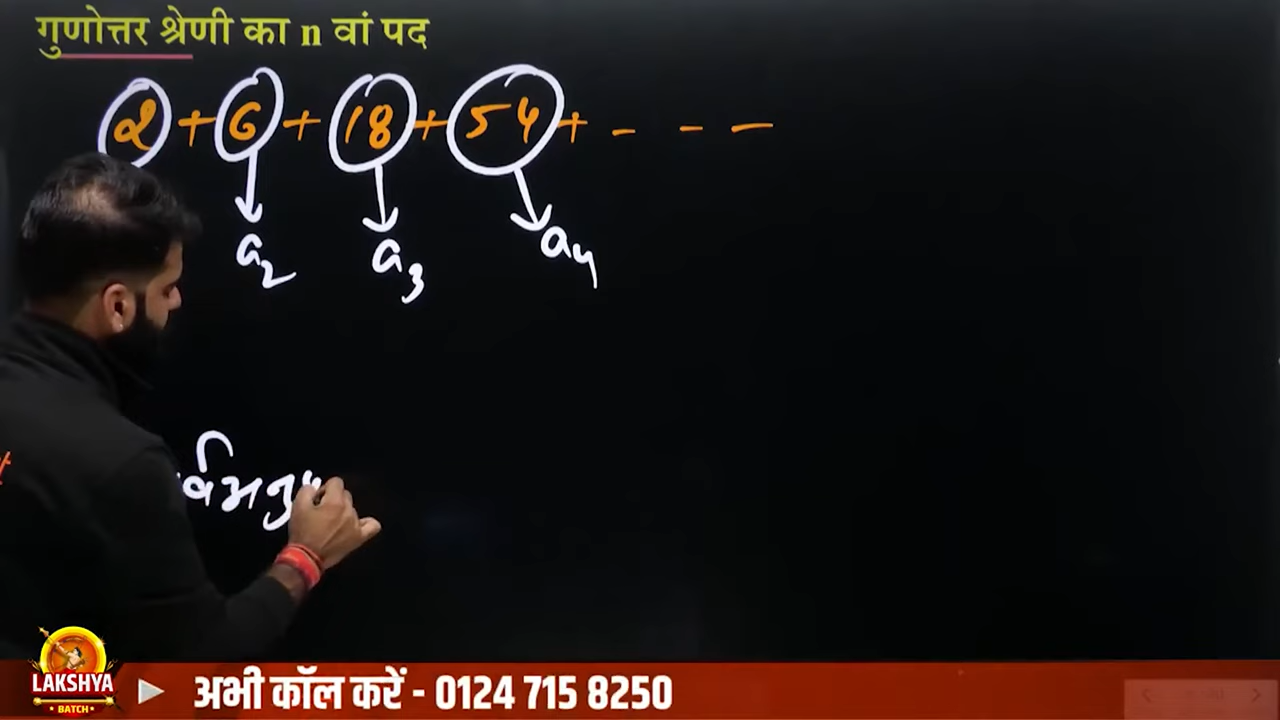 गुणोत्तर श्रेणी का n वां पद
2 + 6 + 18 + 54 + - - -
a2 a3 a4
LAKSHYA
BATCH
अभी कॉल करें - 0124 715 8250